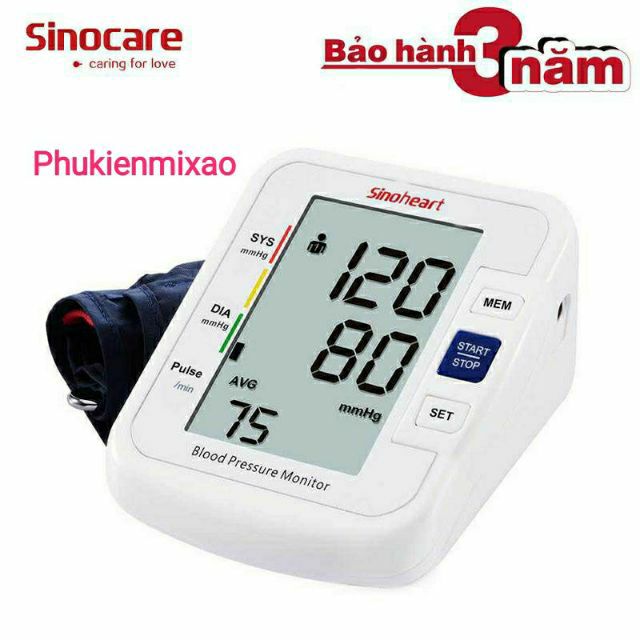 Sinocare
caring for love
Bảo hành 3 năm
Phukienmixao
Sinoheart
SYS
mmHg
120
MEM
DIA
mmHg
80
START
STOP
Pulse
/min
AVG
mmHg
SET
75
Blood Pressure Monitor